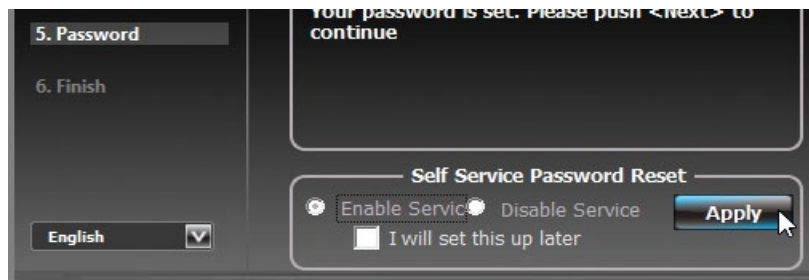 5. Password
6. Finish
English
Your password is set. Please push <Next> to
continue
Self Service Password Reset
Enable Servic
Disable Service
Apply
I will set this up later